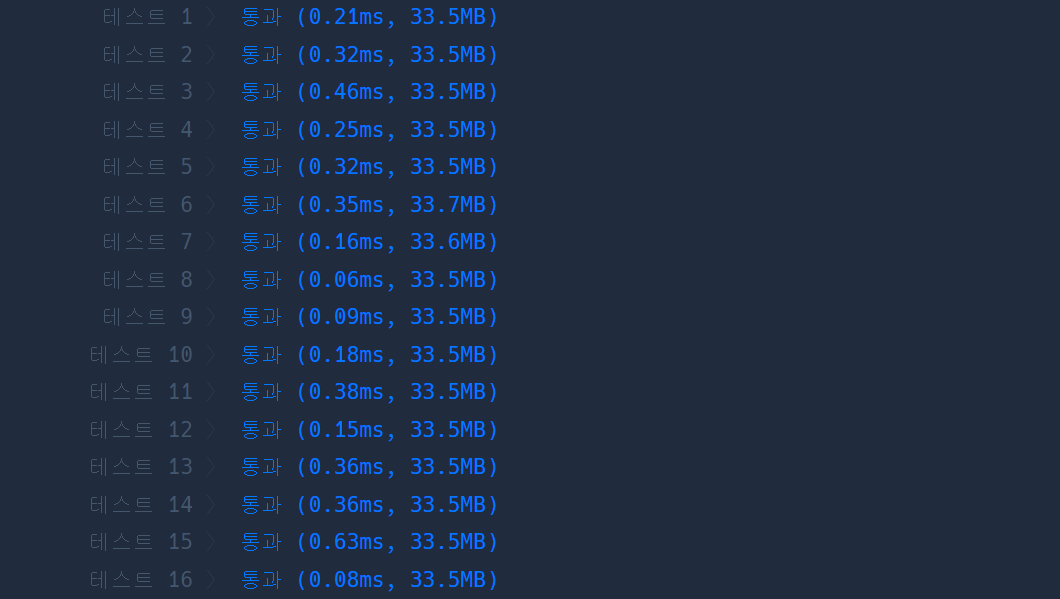 테스트 1 〉 통과 (0.21ms, 33.5MB)
테스트 2 〉 통과 (0.32ms, 33.5MB)
테스트 3 〉 통과 (0.46ms, 33.5MB)
테스트 4 〉 통과 (0.25ms, 33.5MB)
테스트 5 〉 통과 (0.32ms, 33.5MB)
테스트 6 〉 통과 (0.35ms, 33.7MB)
테스트 7 〉 통과 (0.16ms, 33.6MB)
테스트 8 〉 통과 (0.06ms, 33.5MB)
테스트 9 〉 통과 (0.09ms, 33.5MB)
테스트 10 〉 통과 (0.18ms, 33.5MB)
테스트 11 〉 통과 (0.38ms, 33.5MB)
테스트 12 〉 통과 (0.15ms, 33.5MB)
테스트 13 〉 통과 (0.36ms, 33.5MB)
테스트 14 〉 통과 (0.36ms, 33.5MB)
테스트 15 〉 통과 (0.63ms, 33.5MB)
테스트 16 〉 통과 (0.08ms, 33.5MB)